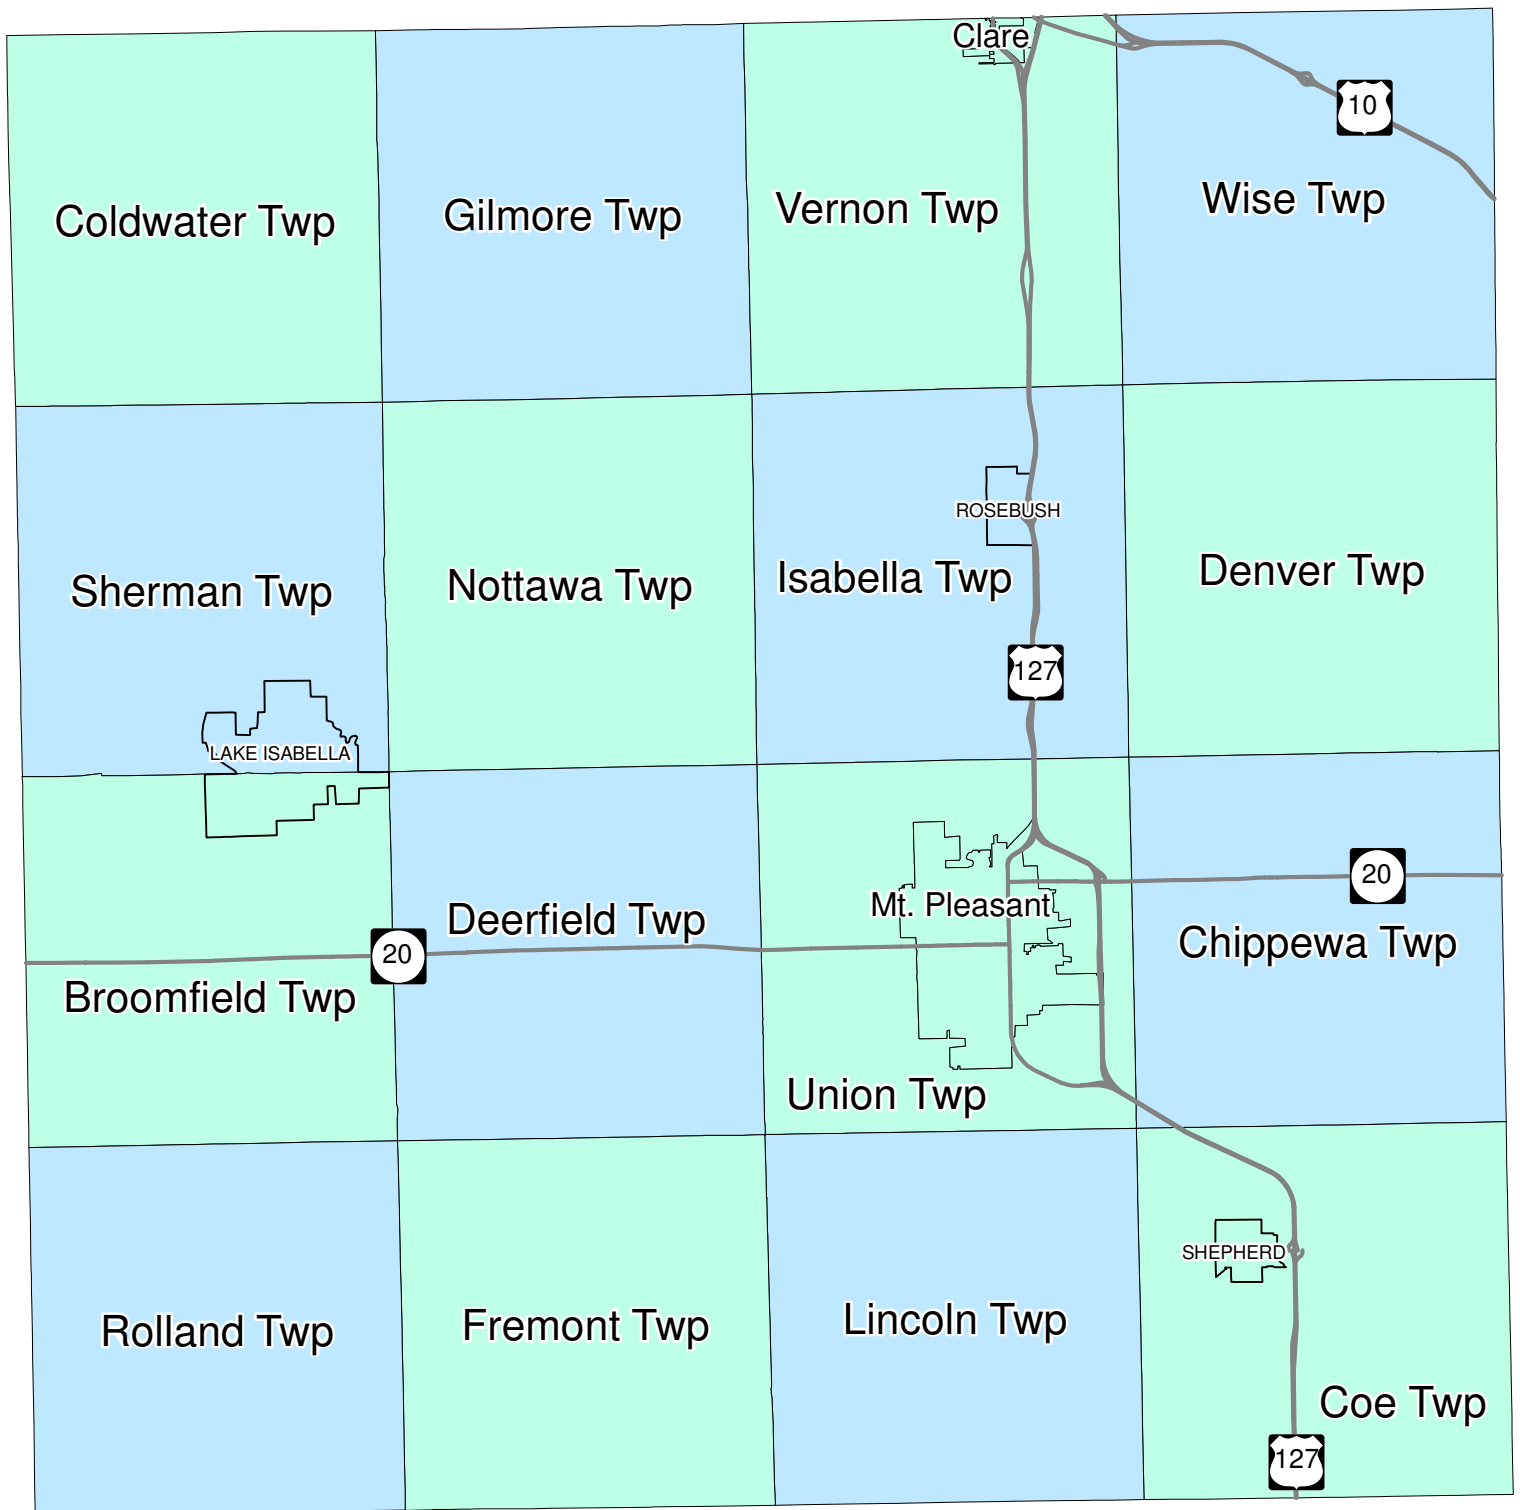 Clare
10
Coldwater Twp
Gilmore Twp
Vernon Twp
Wise Twp
ROSEBUSH
Sherman Twp
Nottawa Twp
Isabella Twp
Denver Twp
127
LAKE ISABELLA
20
Mt. Pleasant
Deerfield Twp
Chippewa Twp
20
Broomfield Twp
Union Twp
SHEPHERD
Rolland Twp
Fremont Twp
Lincoln Twp
Coe Twp
127